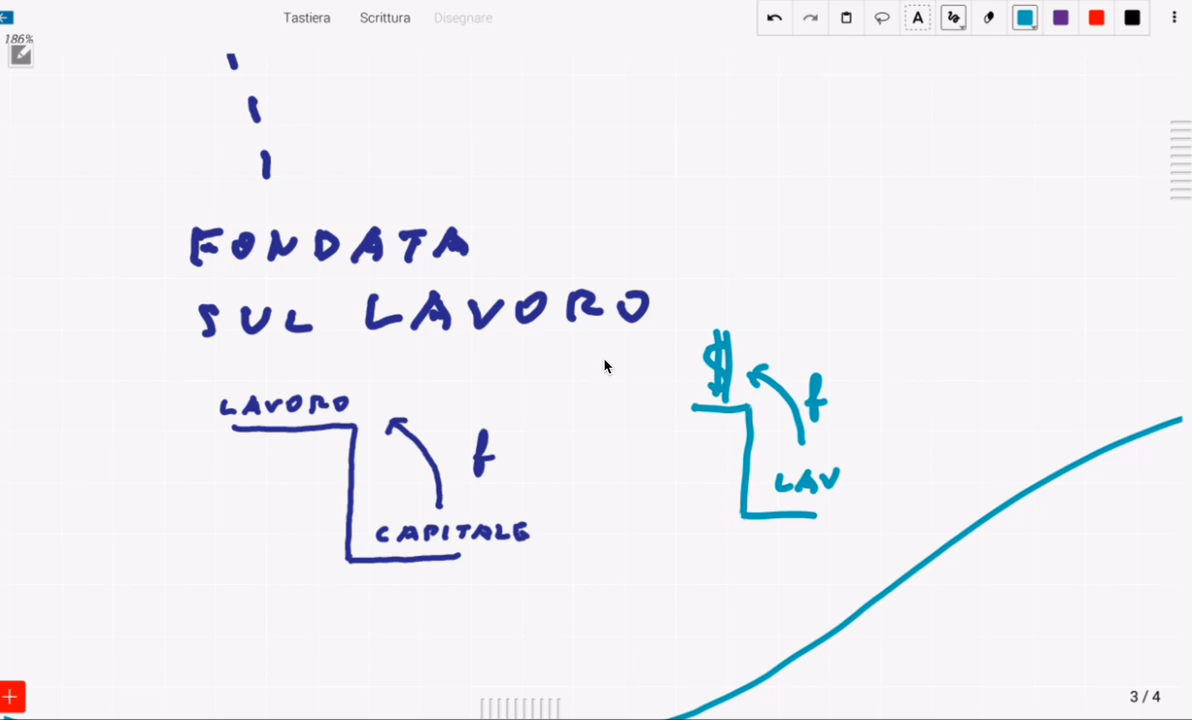 Tastiera Scrittura Disegnare
A
186%
FONDATA
SUL LAVORO
$
f
LAVORO
f
LAV
CAPITALE
3 / 4